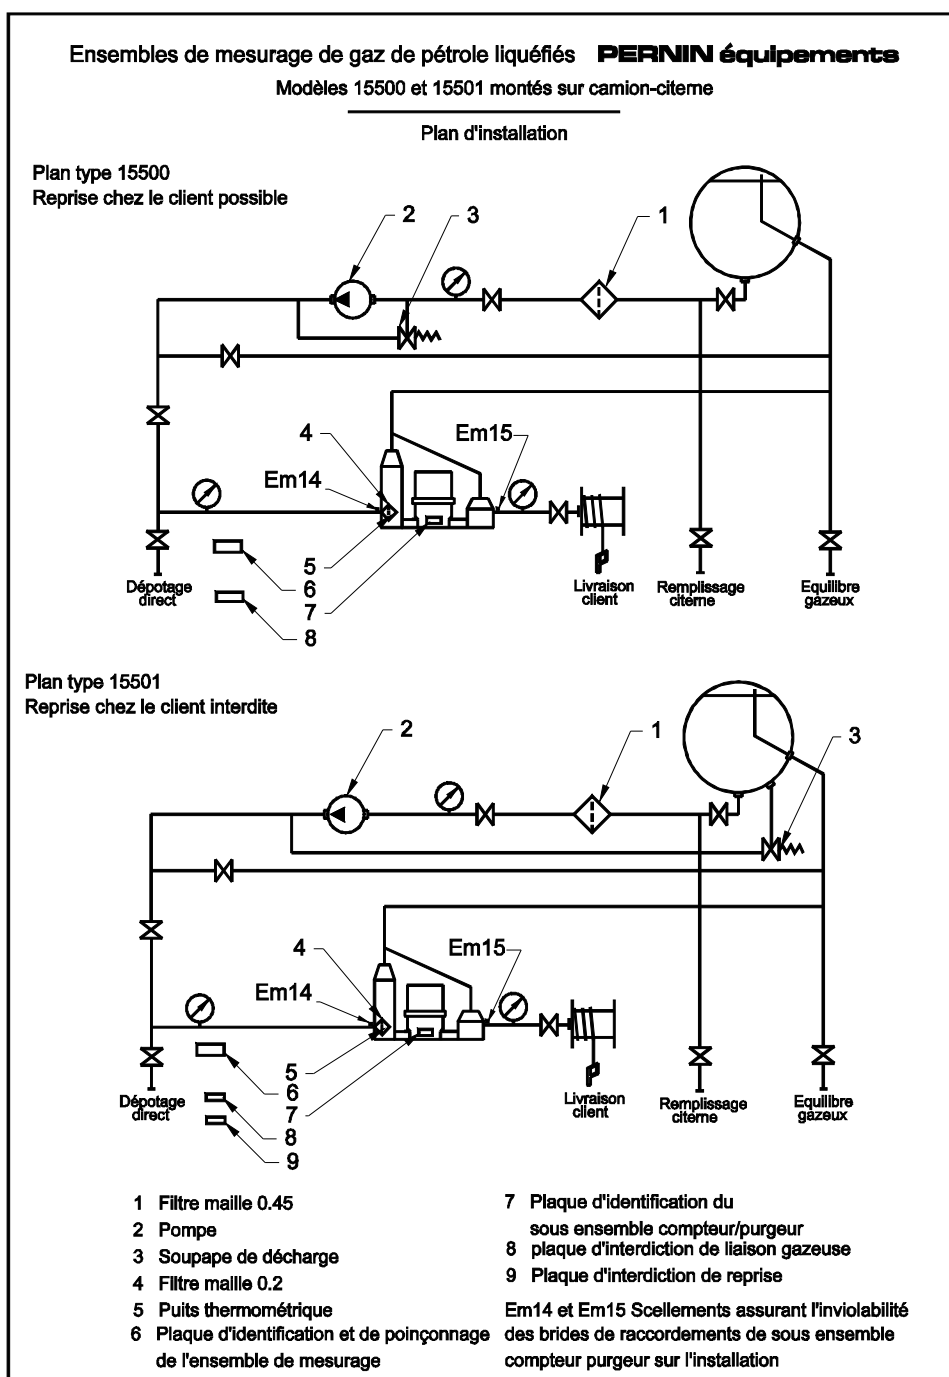 Ensembles de mesurage de gaz de pétrole liquéfiés PERNIN équipements
Modèles 15500 et 15501 montés sur camion-citerne
Plan d'installation
Plan type 15500
Reprise chez le client possible
2
3
1
4
Em15
Em14
5
6
7
8
Dépotage
direct
Livraison
client
Remplissage
citerne
Equilibre
gazeux
Plan type 15501
Reprise chez le client interdite
2
1
3
4
Em15
Em14
5
6
7
8
9
Dépotage
direct
Livraison
client
Remplissage
citerne
Equilibre
gazeux
1 Filtre maille 0.45
2 Pompe
3 Soupape de décharge
4 Filtre maille 0.2
5 Puits thermométrique
6 Plaque d'identification et de poinçonnage
de l'ensemble de mesurage
7 Plaque d'identification du
sous ensemble compteur/purgeur
8 plaque d'interdiction de liaison gazeuse
9 Plaque d'interdiction de reprise
Em14 et Em15 Scellements assurant l'inviolabilité
des brides de raccordements de sous ensemble
compteur purgeur sur l'installation